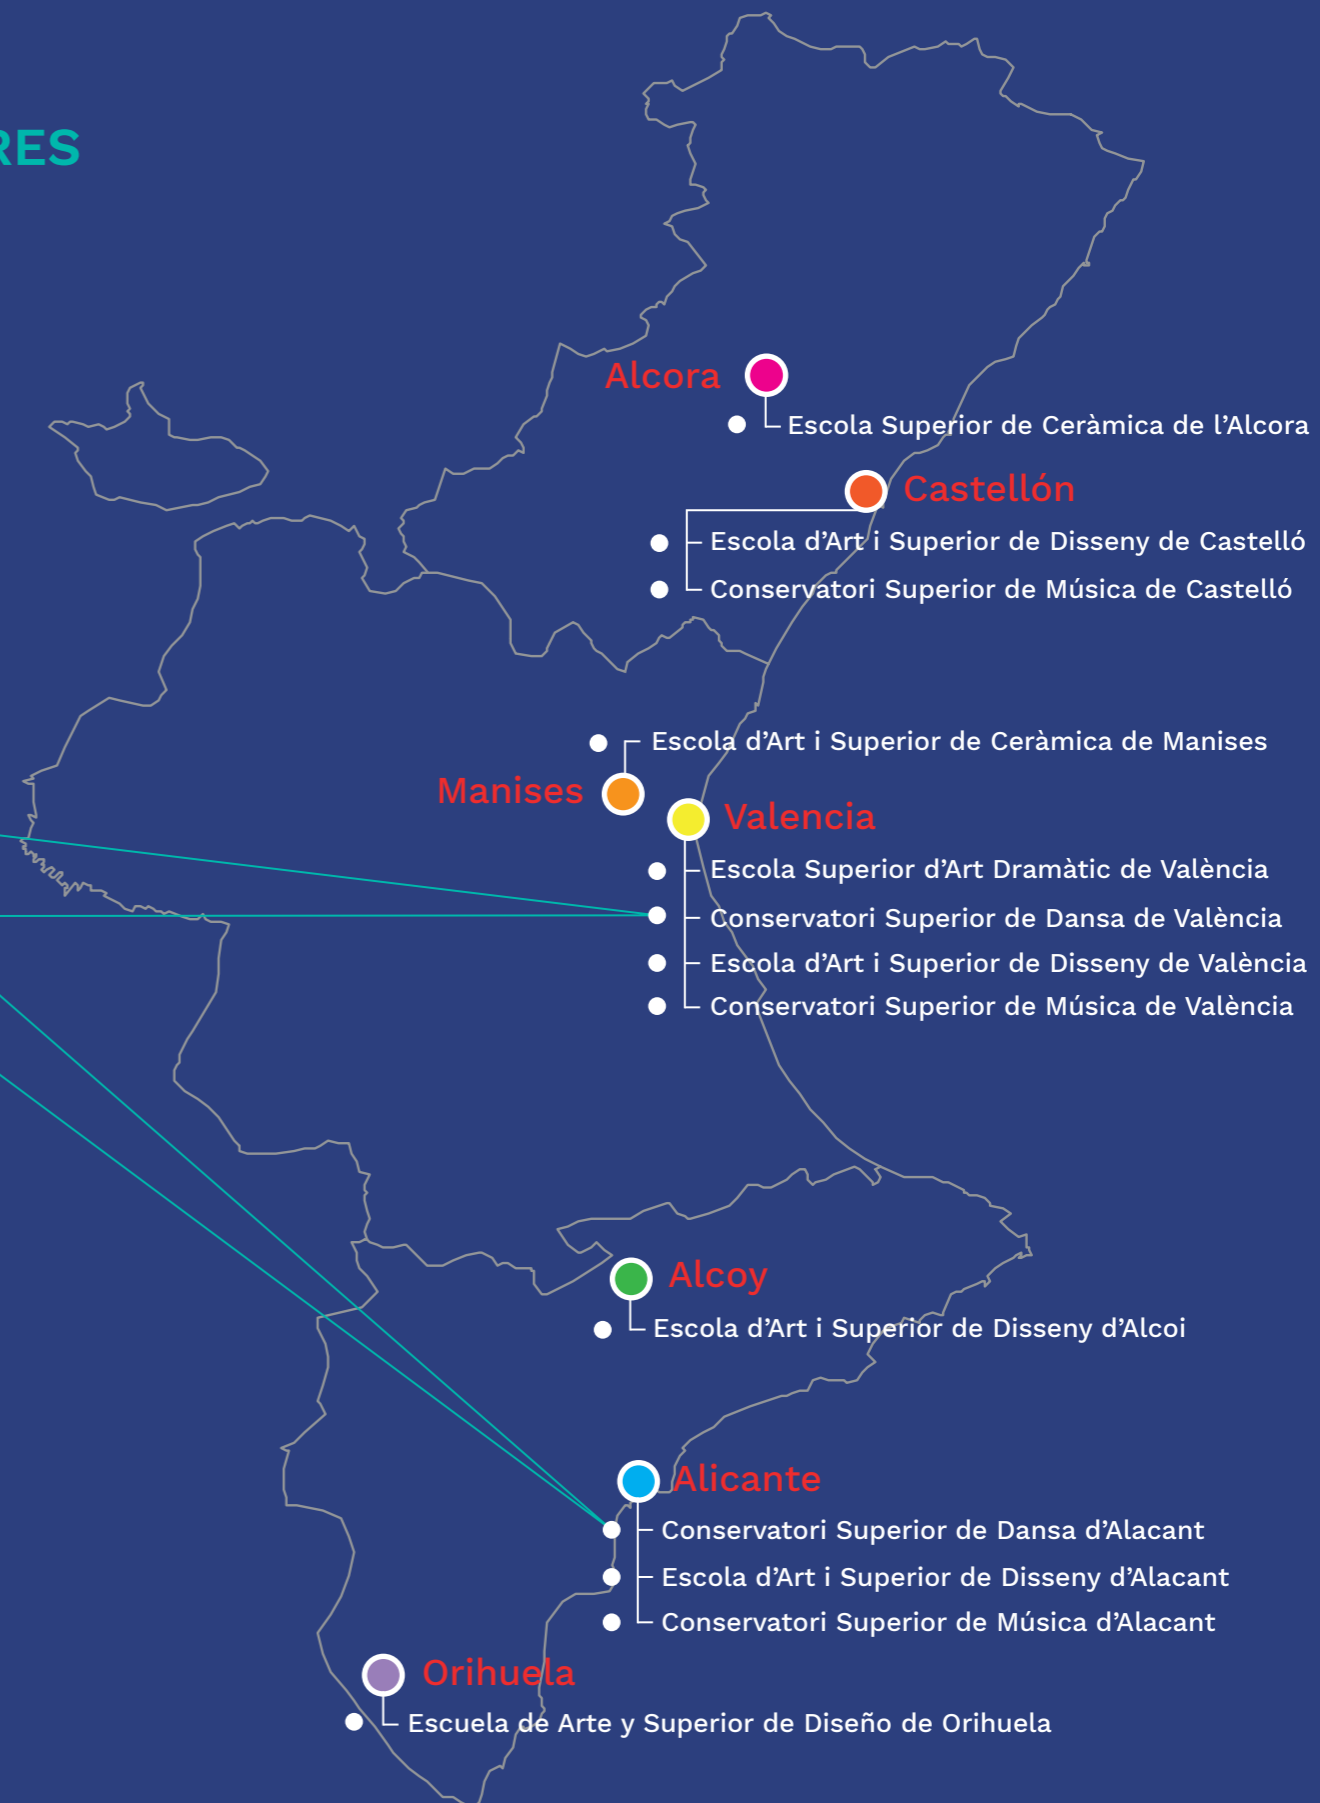 RES
Alcora
Escola Superior de Ceràmica de l’Alcora
Castellón
Escola d’Art i Superior de Disseny de Castelló
Conservatori Superior de Música de Castelló
Escola d’Art i Superior de Ceràmica de Manises
Manises
Valencia
Escola Superior d’Art Dramàtic de València
Conservatori Superior de Dansa de València
Escola d’Art i Superior de Disseny de València
Conservatori Superior de Música de València
Alcoy
Escola d’Art i Superior de Disseny d’Alcoi
Alicante
Conservatori Superior de Dansa d’Alacant
Escola d’Art i Superior de Disseny d’Alacant
Conservatori Superior de Música d’Alacant
Orihuela
Escuela de Arte y Superior de Diseño de Orihuela